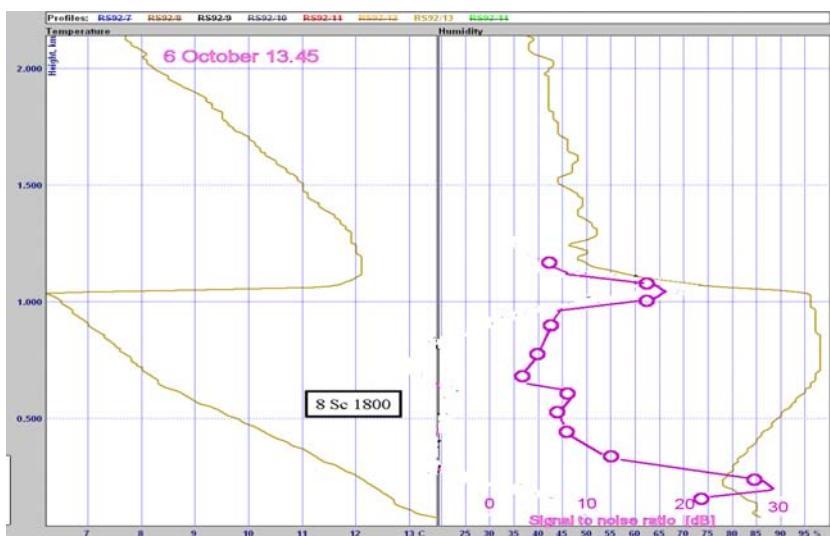 Profiles: RS92/7 RS92/8 RS92/9 RS92/10 RS92/11 RS92/12 RS92/13 RS92/14
Temperature Humidity
Height, km
6 October 13.45
2.000
1.500
1.000
0.500
8 Sc 1800
0 10 20 30
Signal to noise ratio [dB]
7 8 9 10 11 12 13 C 25 35 40 45 50 55 60 65 70 75 80 85 90 95 %